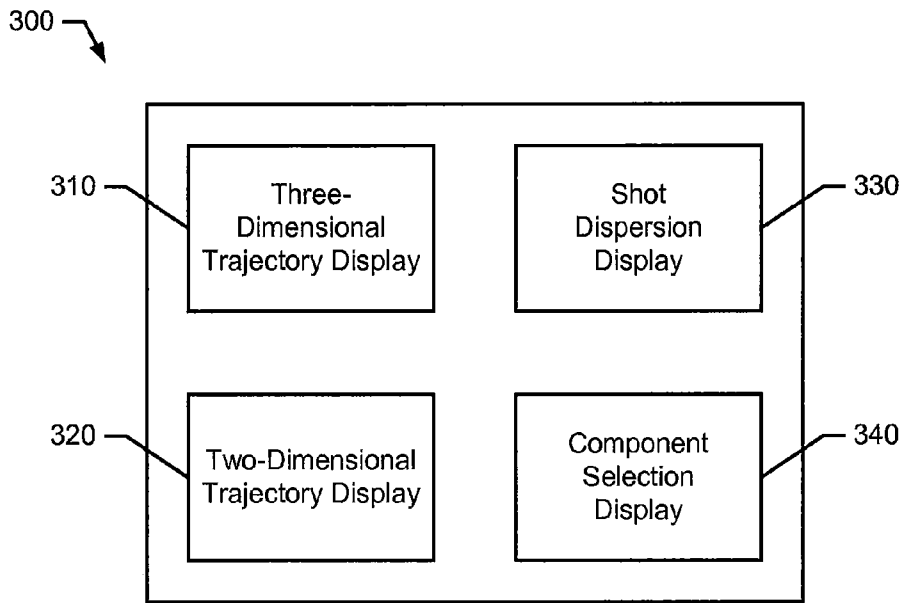 300
310
Three-
Dimensional
Trajectory Display
Shot
Dispersion
Display
330
320
Two-Dimensional
Trajectory Display
Component
Selection
Display
340